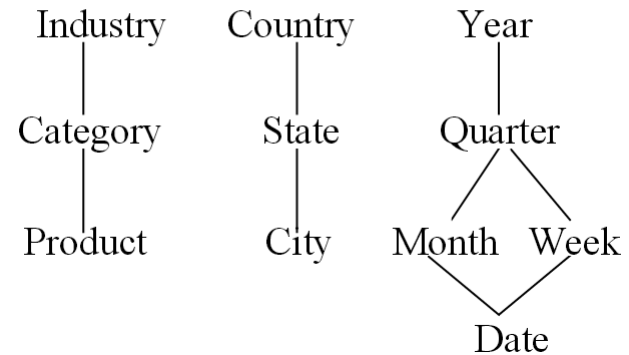 Industry Country Year
Category State Quarter
Product City Month Week
Date